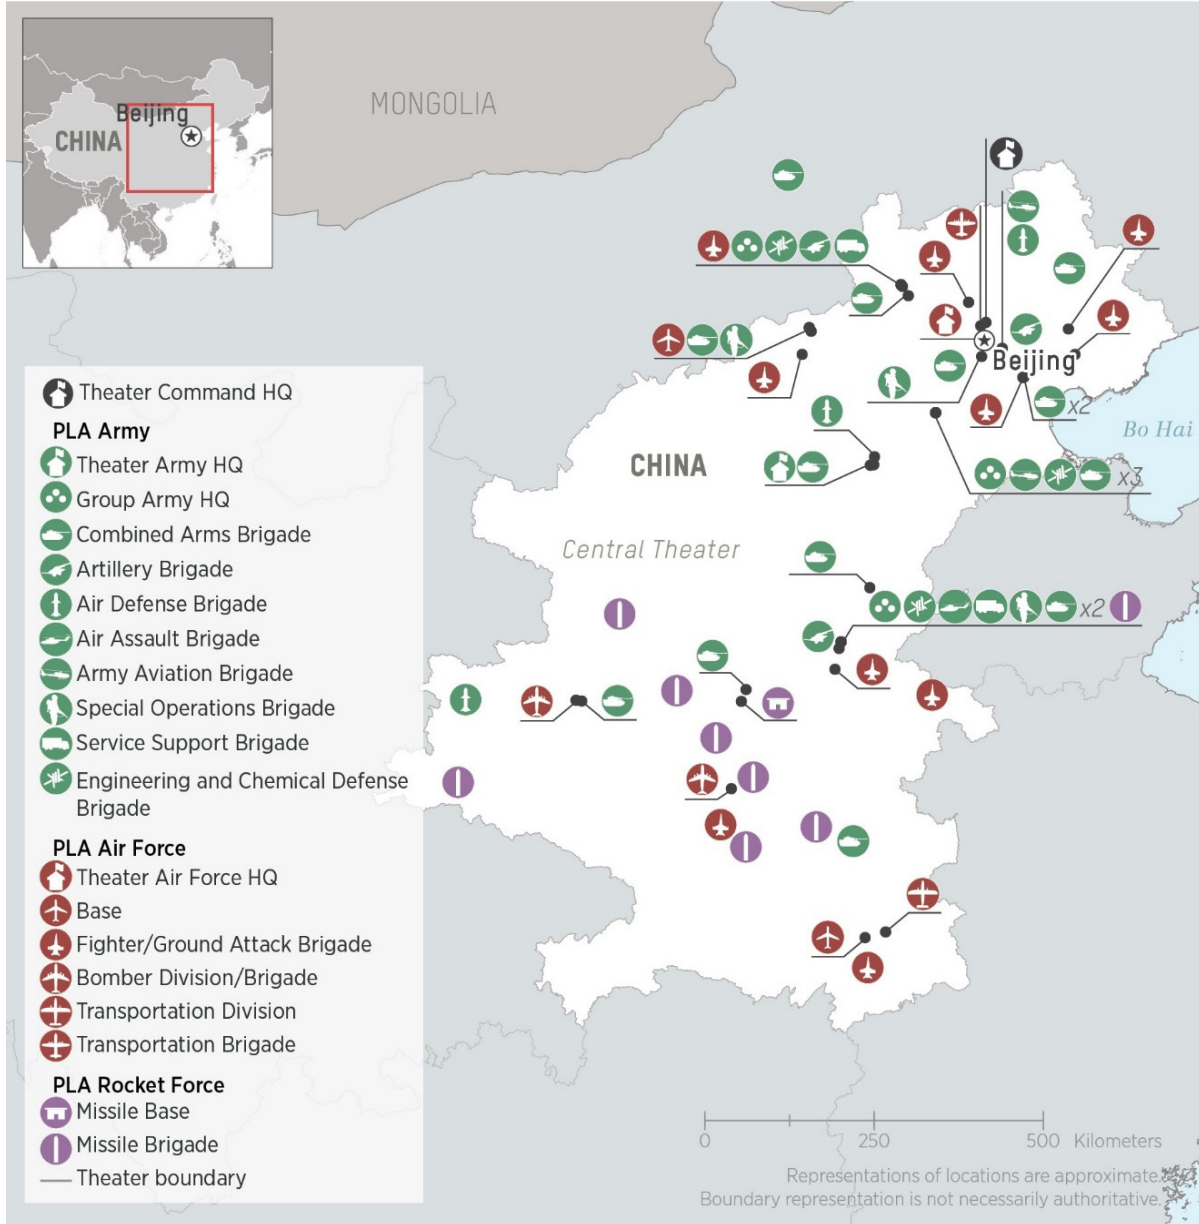 MONGOLIA
Beijing
CHINA
Beijing
x2
Bo Hai
CHINA
x3
Central Theater
x2
Theater Command HQ
PLA Army
Theater Army HQ
Group Army HQ
Combined Arms Brigade
Artillery Brigade
Air Defense Brigade
Air Assault Brigade
Army Aviation Brigade
Special Operations Brigade
Service Support Brigade
Engineering and Chemical Defense
Brigade
PLA Air Force
Theater Air Force HQ
Base
Fighter/Ground Attack Brigade
Bomber Division/Brigade
Transportation Division
Transportation Brigade
PLA Rocket Force
Missile Base
Missile Brigade
Theater boundary
0 250 500 Kilometers
Representations of locations are approximate.
Boundary representation is not necessarily authoritative.